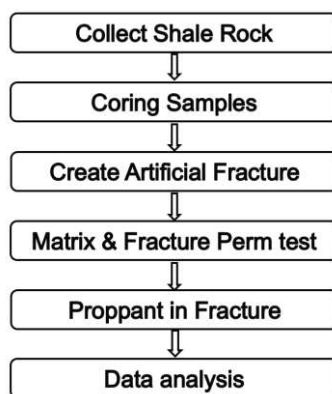 Collect Shale Rock
Coring Samples
Create Artificial Fracture
Matrix & Fracture Perm test
Proppant in Fracture
Data analysis